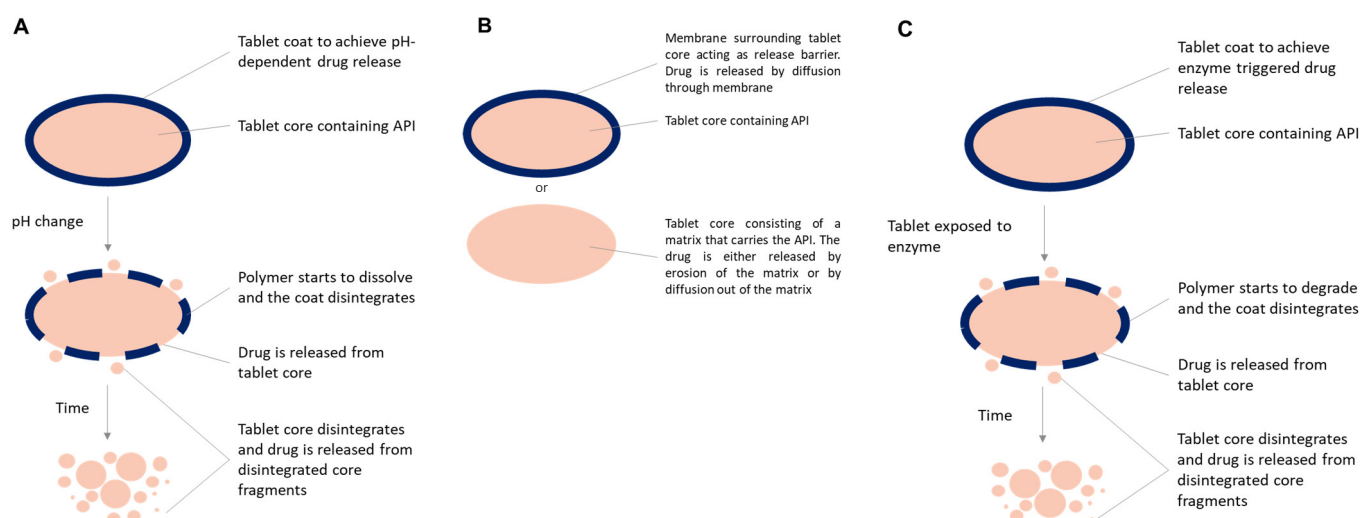 A
Tablet coat to achieve pH-
dependent drug release
Tablet core containing API
pH change
Polymer starts to dissolve
and the coat disintegrates
Drug is released from
tablet core
Time
Tablet core disintegrates
and drug is released from
disintegrated core
fragments
B
Membrane surrounding tablet
core acting as release barrier.
Drug is released by diffusion
through membrane
Tablet core containing API
or
Tablet core consisting of a
matrix that carries the API. The
drug is either released by
erosion of the matrix or by
diffusion out of the matrix
C
Tablet coat to achieve
enzyme triggered drug
release
Tablet core containing API
Tablet exposed to
enzyme
Polymer starts to degrade
and the coat disintegrates
Drug is released from
tablet core
Time
Tablet core disintegrates
and drug is released from
disintegrated core
fragments